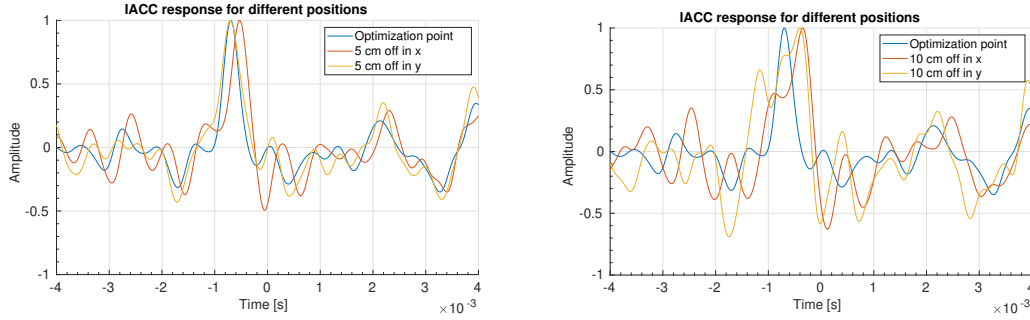 IACC response for different positions
1
0.5
0
-0.5
-1
Amplitude
Optimization point
5 cm off in x
5 cm off in y
-4 -3 -2 -1 0 1 2 3 4
Time [s]
×10-3
IACC response for different positions
1
0.5
0
-0.5
-1
Amplitude
Optimization point
10 cm off in x
10 cm off in y
-4 -3 -2 -1 0 1 2 3 4
Time [s]
×10-3